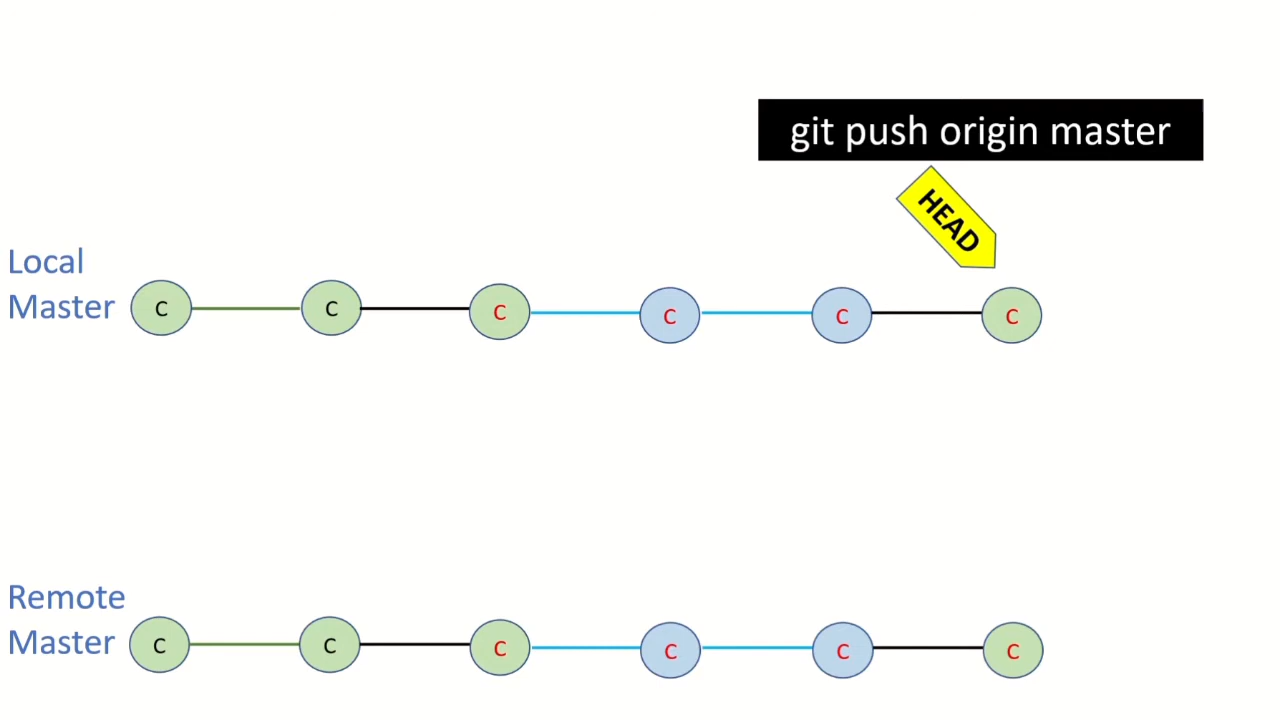 git push origin master
HEAD
Local
Master
C C C C C C
Remote
Master
C C C C C C